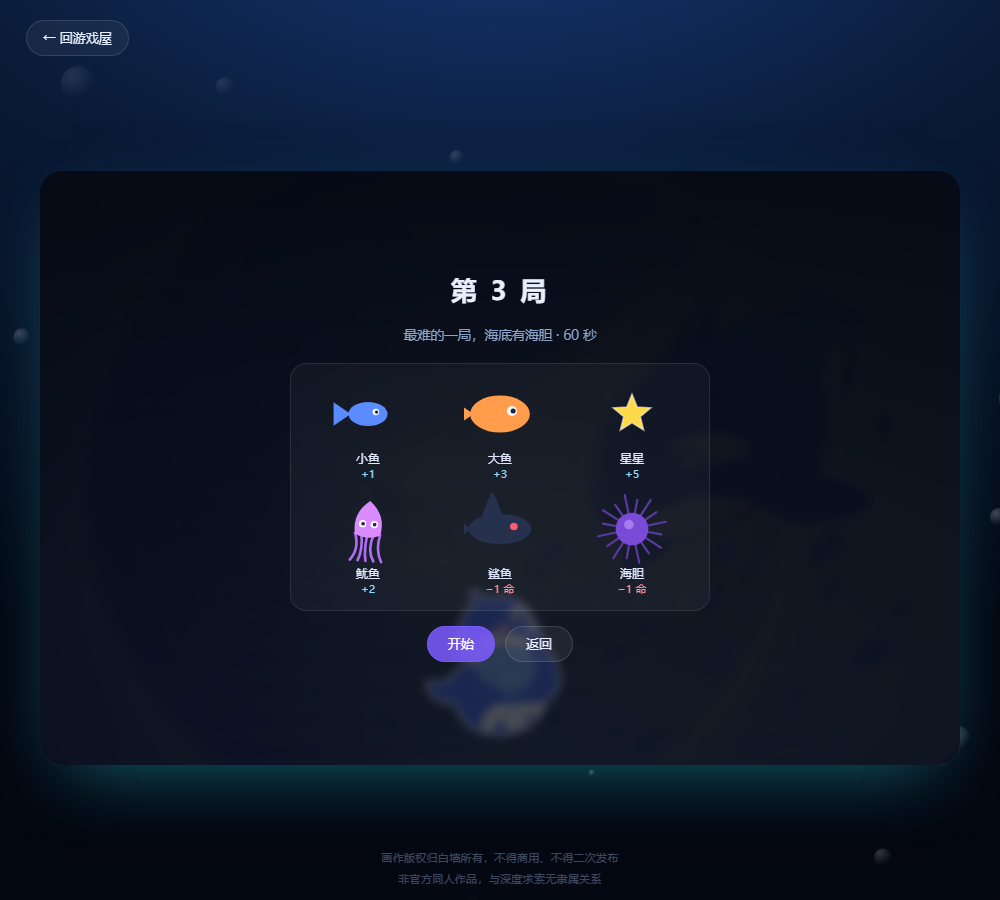 ← 回游戏屋
第 3 局
最难的一局，海底有海胆 · 60 秒
小鱼
+1
大鱼
+3
星星
+5
鱿鱼
+2
鲨鱼
−1 命
海胆
−1 命
开始
返回
画作版权归白墙所有，不得商用、不得二次发布
非官方同人作品，与深度求索无隶属关系